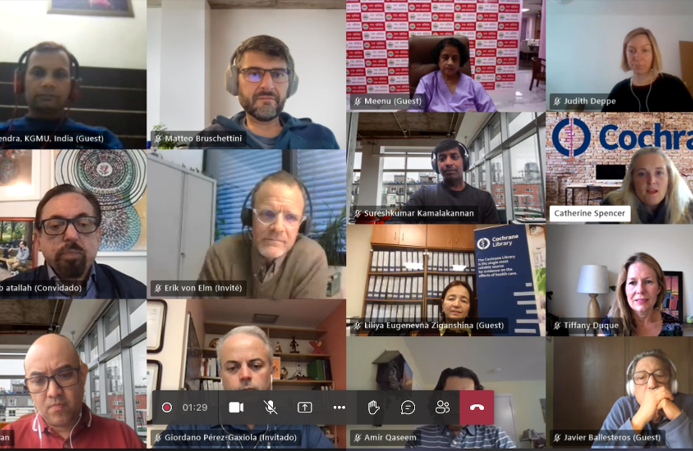 endra, KGMU, India (Guest)
Matteo Bruschettini
Meenu (Guest)
Judith Deppe
Cochra
Sureshkumar Kamalakannan
Catherine Spencer
b atallah (Convidado)
Erik von Elm (Invité)
Cochrane
Library
Liliya Eugenevna Ziganshina (Guest)
Tiffany Duque
01:29
an
Giordano Pérez-Gaxiola (Invitado)
Amir Qaseem
Javier Ballesteros (Guest)